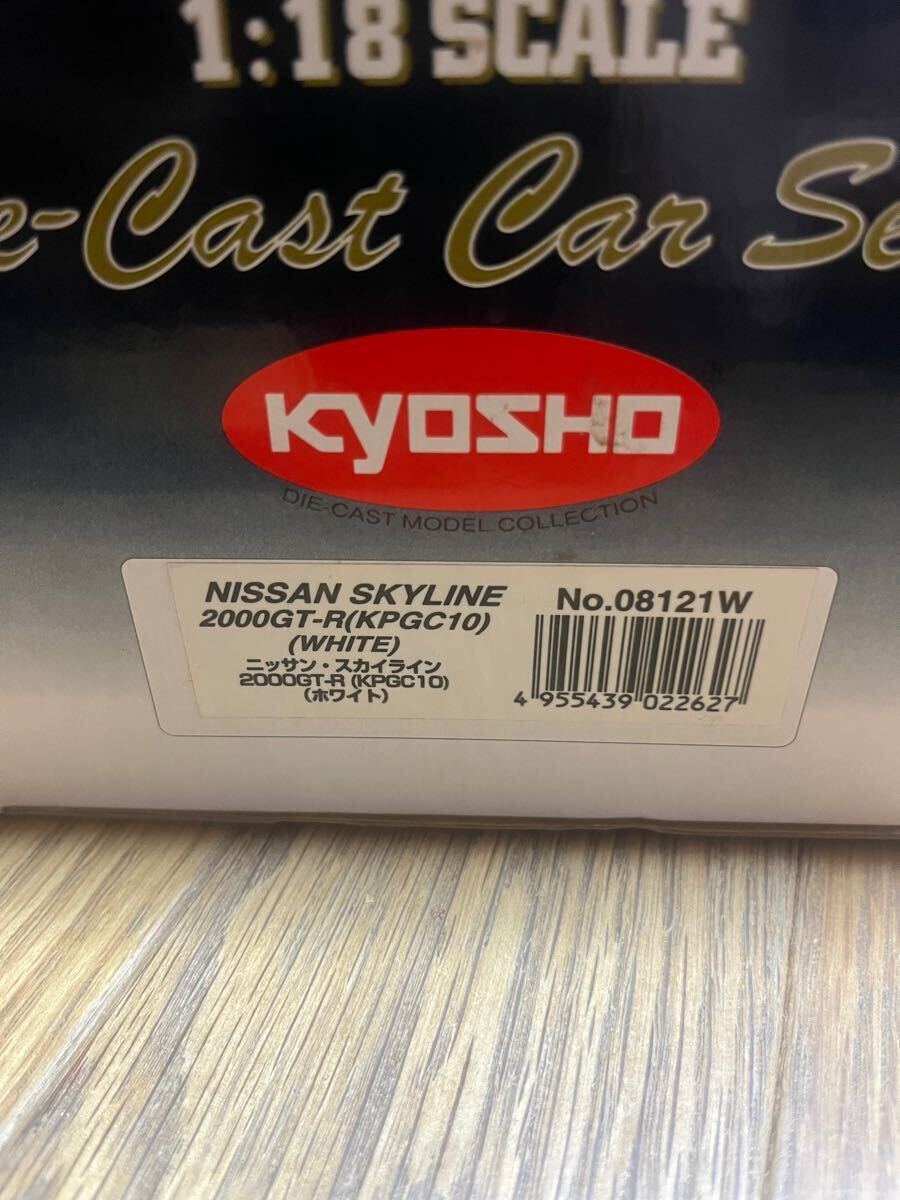 1:18 SCALE
e-Cast Car Se
KYOSHO
DIE-CAST MODEL COLLECTION
NISSAN SKYLINE
2000GT-R(KPGC10)
(WHITE)
ニッサン・スカイライン
2000GT-R (KPGC10)
(ホワイト)
No.08121W
4 955439 022627